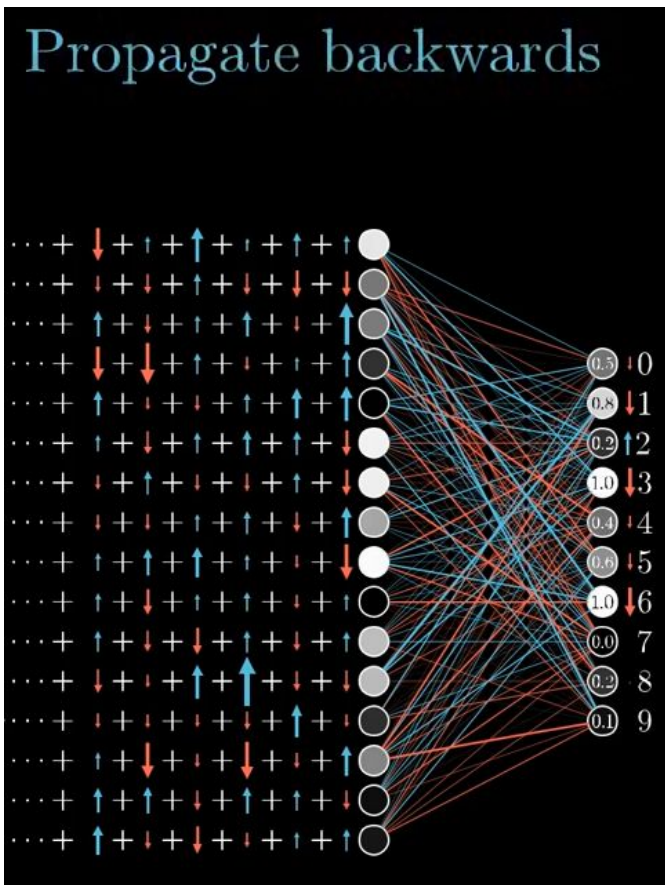 Propagate backwards
··· + + + + + +
··· + + + + + +
··· + + + + + +
··· + + + + + +
0.5 0
··· + + + + + +
0.8 1
··· + + + + + +
0.2 2
··· + + + + + +
1.0 3
··· + + + + + +
0.4 4
··· + + + + + +
0.6 5
··· + + + + + +
1.0 6
··· + + + + + +
0.0 7
··· + + + + + +
0.2 8
··· + + + + + +
0.1 9
··· + + + + + +
··· + + + + + +
··· + + + + + +